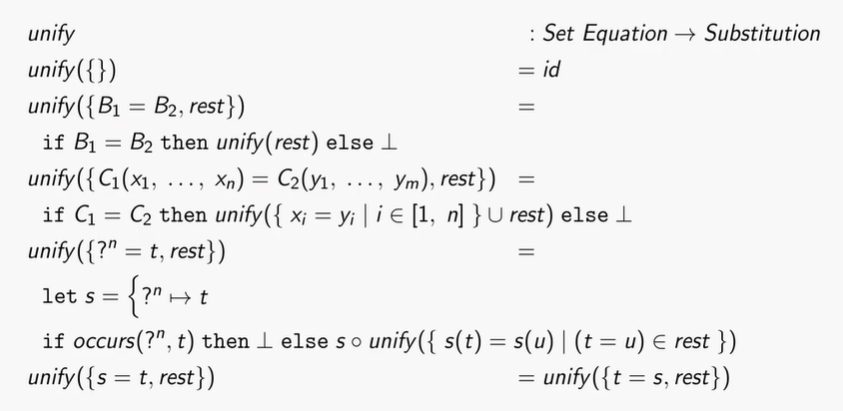 unify : Set Equation → Substitution
unify({}) = id
unify({B₁ = B₂, rest}) =
if B₁ = B₂ then unify(rest) else ⊥
unify({C₁(x₁, ..., xₙ) = C₂(y₁, ..., yₘ), rest}) =
if C₁ = C₂ then unify({ xᵢ = yᵢ | i ∈ [1, n] } ∪ rest) else ⊥
unify({?ⁿ = t, rest}) =
let s = {?ⁿ ↦ t
if occurs(?ⁿ, t) then ⊥ else s ∘ unify({ s(t) = s(u) | (t = u) ∈ rest })
unify({s = t, rest}) = unify({t = s, rest})